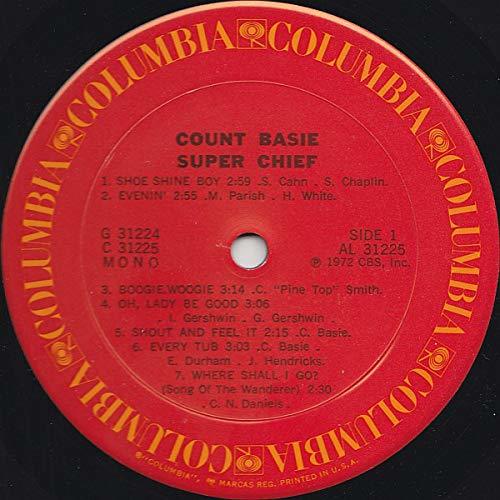 COLUMBIA COLUMBIA COLUMBIA COLUMBIA COLUMBIA COLUMBIA
COUNT BASIE
SUPER CHIEF
1. SHOE SHINE BOY 2:59 .S. Cahn . S. Chaplin.
2. EVENIN' 2:55 .M. Parish . H. White.
G 31224
C 31225
MONO
SIDE 1
AL 31225
Ⓟ 1972 CBS, Inc.
3. BOOGIE.WOOGIE 3:14 .C. "Pine Top" Smith.
4. OH, LADY BE GOOD 3:06
.I. Gershwin . G. Gershwin .
5. SHOUT AND FEEL IT 2:15 .C. Basie.
6. EVERY TUB 3:03 .C. Basie .
E. Durham . J. Hendricks.
7. WHERE SHALL I GO?
(Song Of The Wanderer) 2:30
.C. N. Daniels .
®"COLUMBIA", MARCAS REG. PRINTED IN U.S.A.